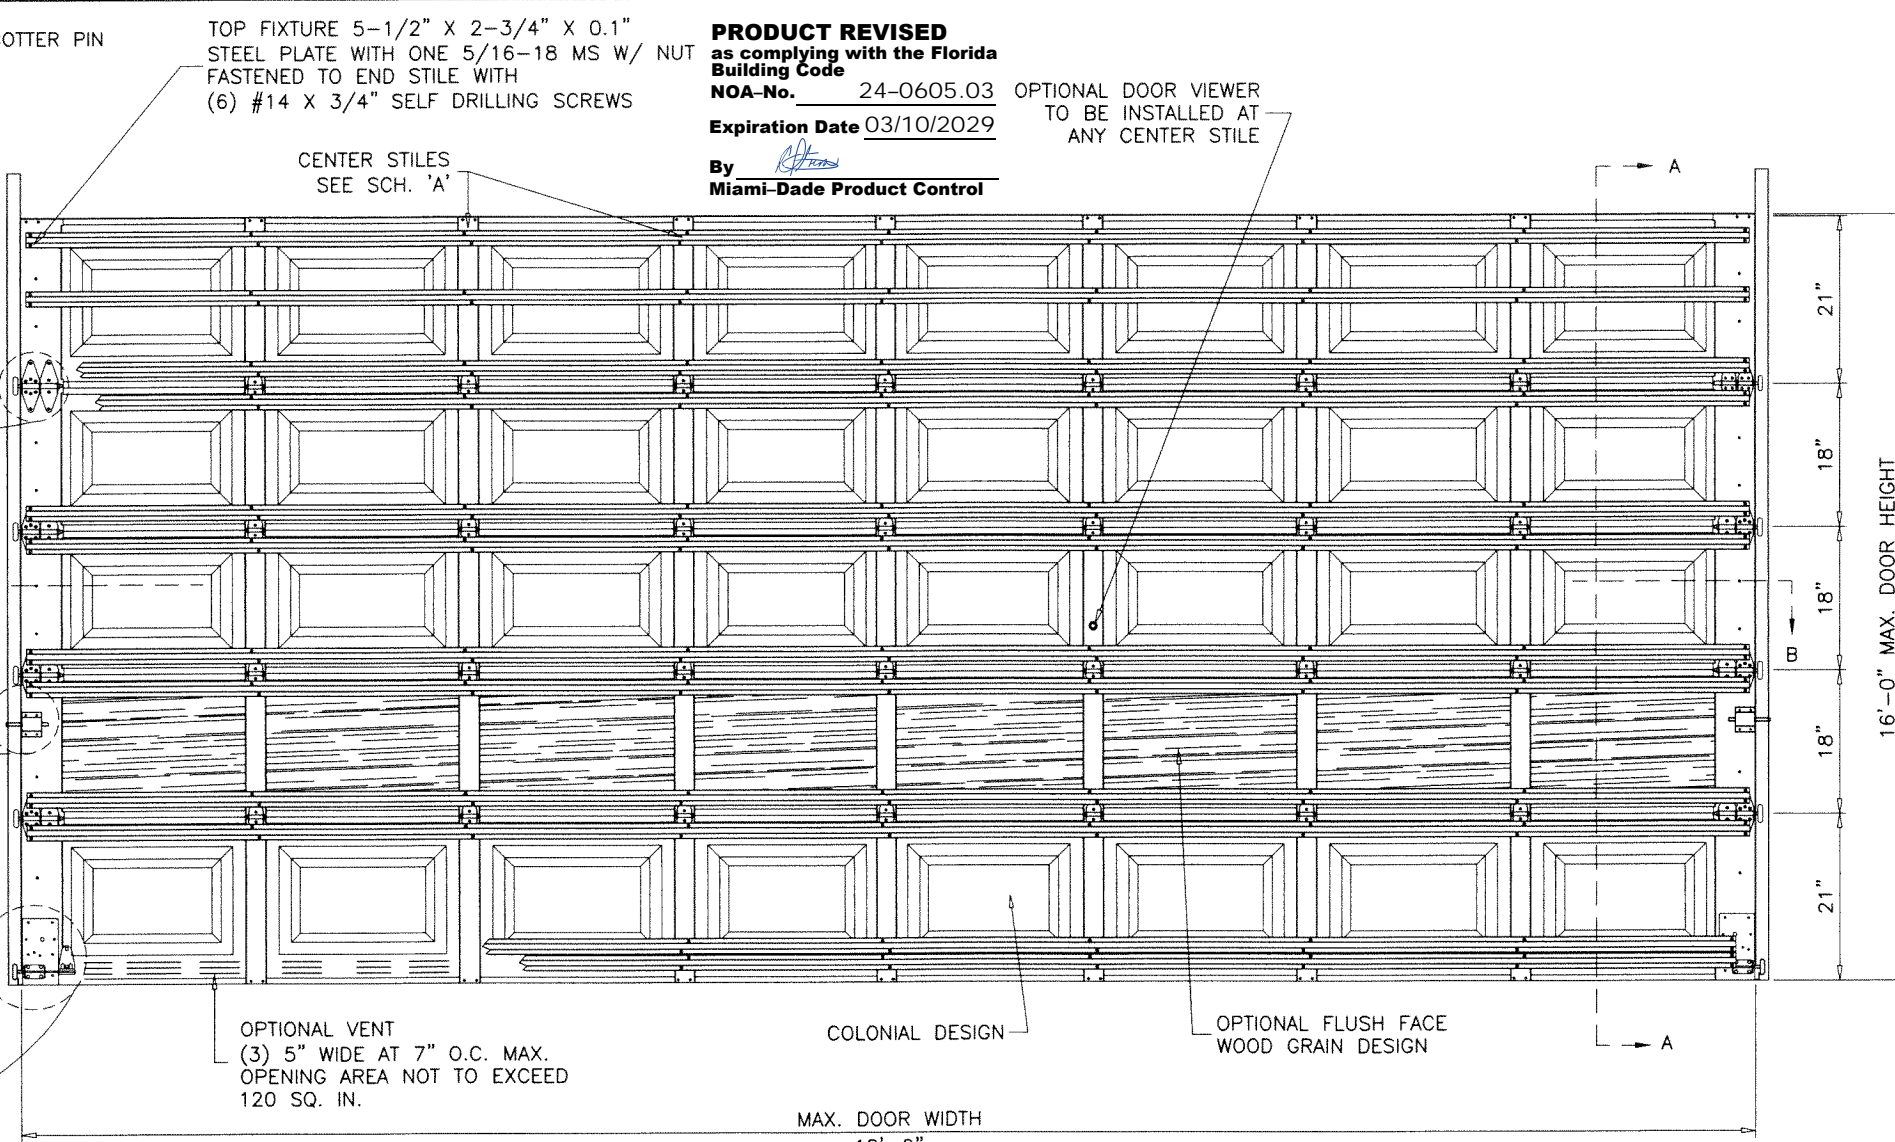 COTTER PIN
TOP FIXTURE 5-1/2" X 2-3/4" X 0.1"
STEEL PLATE WITH ONE 5/16-18 MS W/ NUT
FASTENED TO END STILE WITH
(6) #14 X 3/4" SELF DRILLING SCREWS
PRODUCT REVISED
as complying with the Florida
Building Code
NOA-No. 24-0605.03
Expiration Date 03/10/2029
By
Miami-Dade Product Control
OPTIONAL DOOR VIEWER
TO BE INSTALLED AT
ANY CENTER STILE
CENTER STILES
SEE SCH. 'A'
A
21"
18"
18"
B
18"
21"
16'-0" MAX. DOOR HEIGHT
OPTIONAL VENT
(3) 5" WIDE AT 7" O.C. MAX.
OPENING AREA NOT TO EXCEED
120 SQ. IN.
COLONIAL DESIGN
OPTIONAL FLUSH FACE
WOOD GRAIN DESIGN
A
MAX. DOOR WIDTH